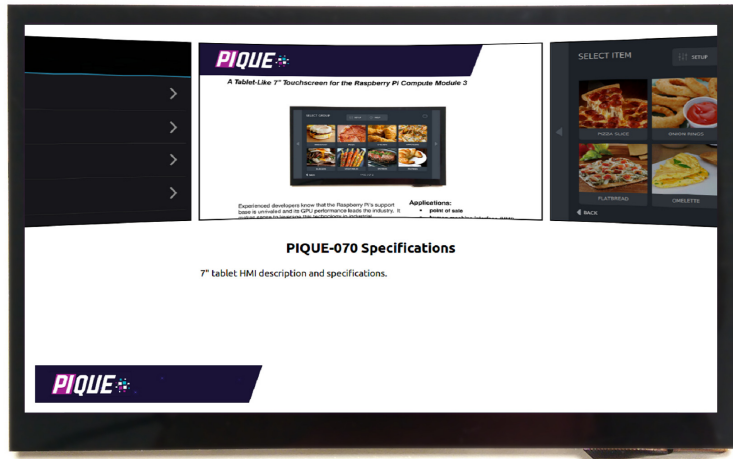 PIQUE
A Tablet-Like 7" Touchscreen for the Raspberry Pi Compute Module 3
SELECT ITEM
SETUP
PIZZA SLICE
ONION RINGS
FLATBREAD
OMELETTE
BACK
Experienced developers know that the Raspberry Pi's support
base is unrivaled and its GPU performance leads the industry. It
Applications:
• point of sale
PIQUE-070 Specifications
7" tablet HMI description and specifications.
PIQUE